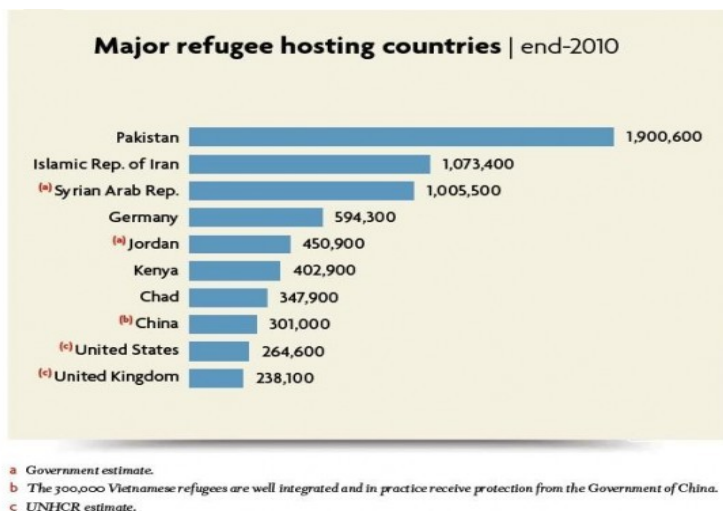 Major refugee hosting countries | end-2010
Pakistan 1,900,600
Islamic Rep. of Iran 1,073,400
(a) Syrian Arab Rep. 1,005,500
Germany 594,300
(a) Jordan 450,900
Kenya 402,900
Chad 347,900
(b) China 301,000
(c) United States 264,600
(c) United Kingdom 238,100
a Government estimate.
b The 300,000 Vietnamese refugees are well integrated and in practice receive protection from the Government of China.
c UNHCR estimate.